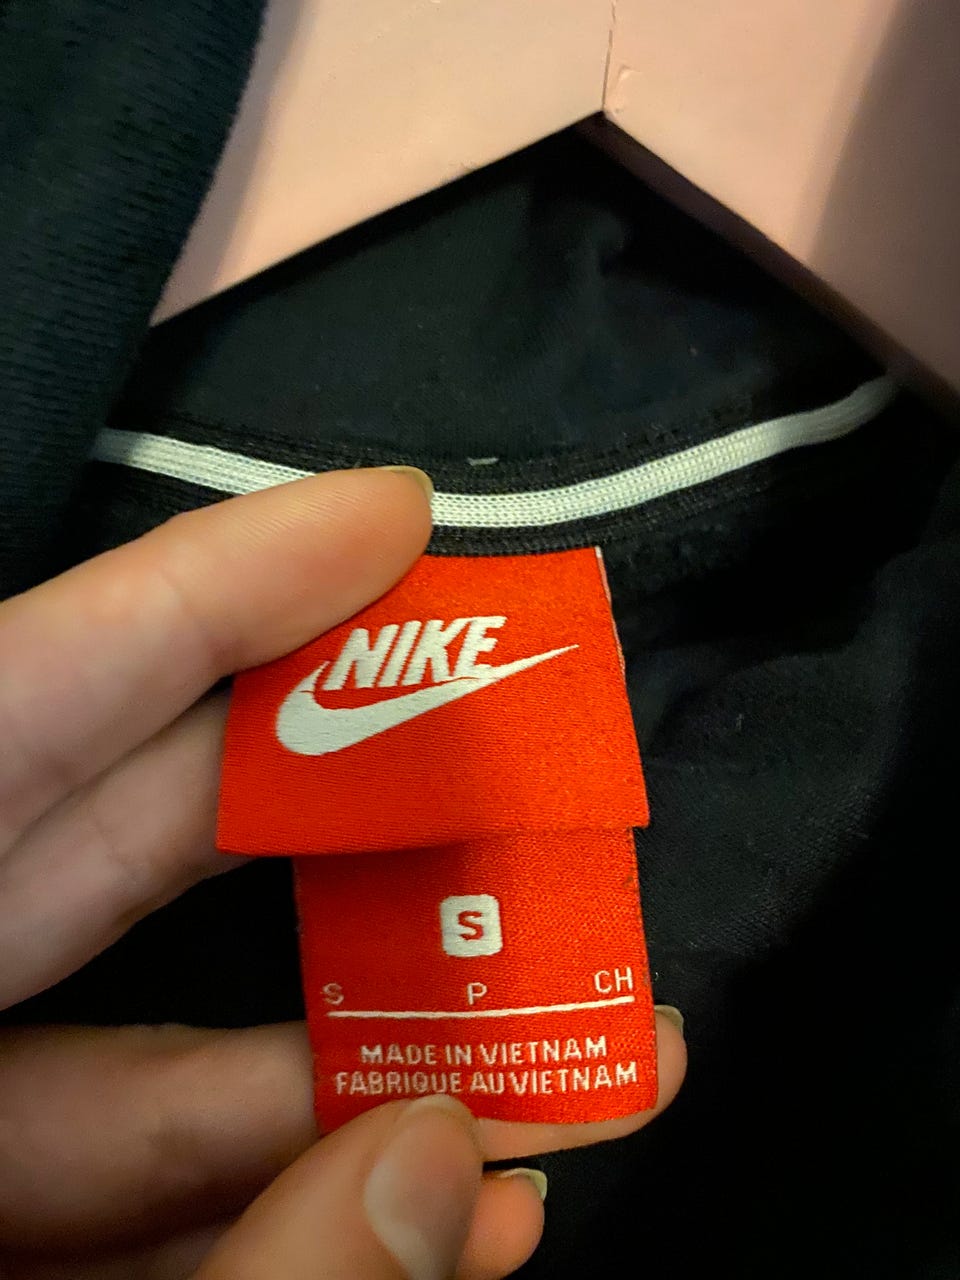 NIKE
S
S P CH
MADE IN VIETNAM
FABRIQUE AU VIETNAM